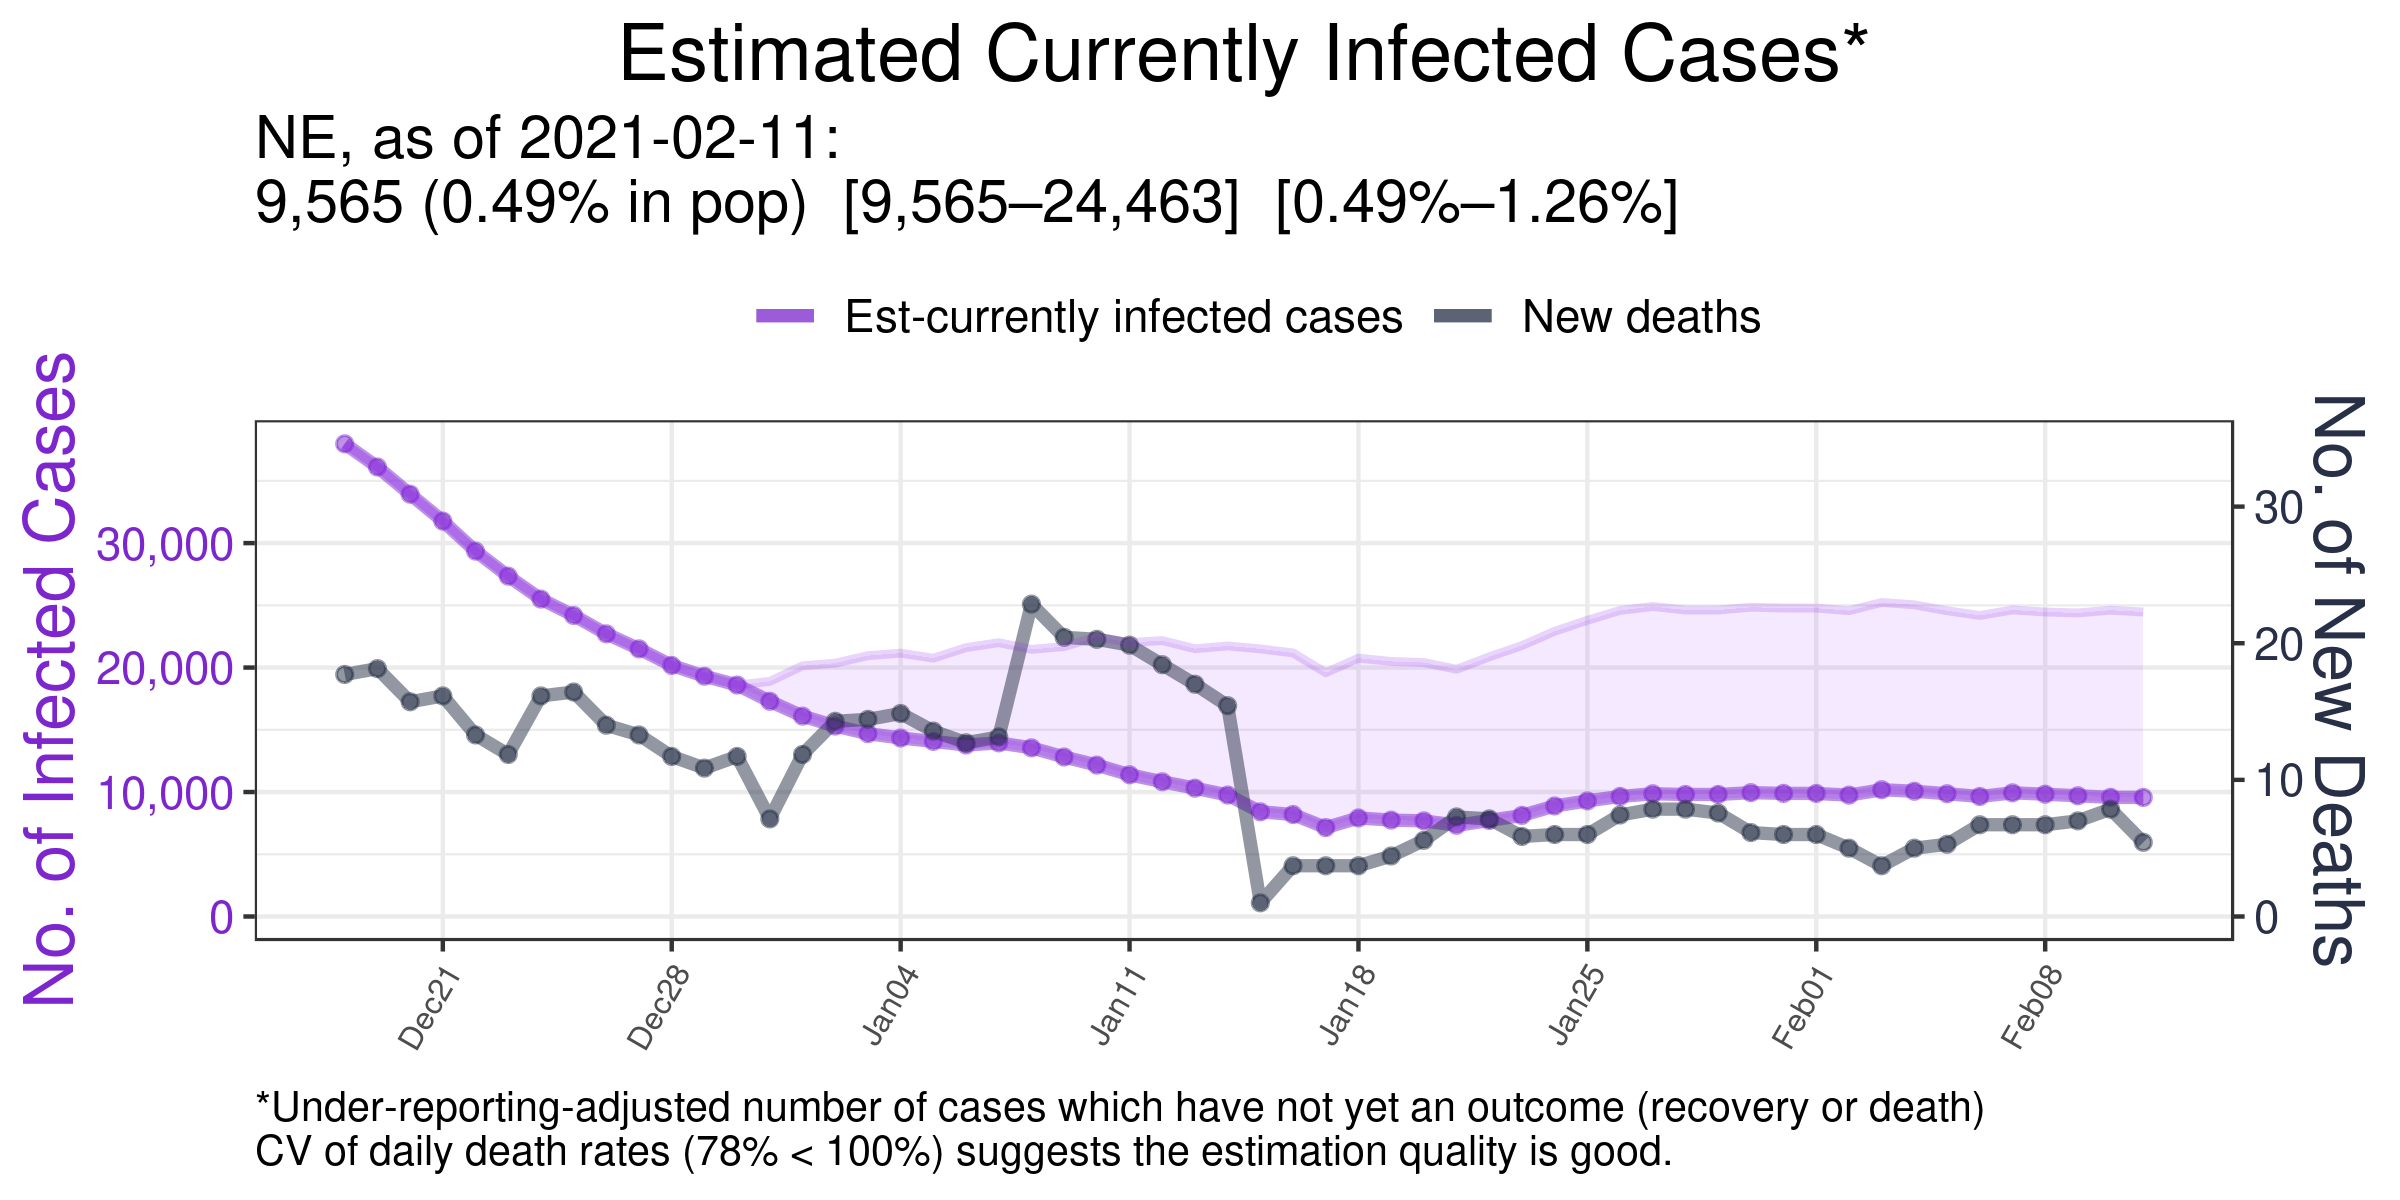 Estimated Currently Infected Cases*
NE, as of 2021-02-11:
9,565 (0.49% in pop)  [9,565–24,463]  [0.49%–1.26%]
Est-currently infected cases
New deaths
No. of Infected Cases
30,000
20,000
10,000
0
No. of New Deaths
30
20
10
0
Dec21
Dec28
Jan04
Jan11
Jan18
Jan25
Feb01
Feb08
*Under-reporting-adjusted number of cases which have not yet an outcome (recovery or death)
CV of daily death rates (78% < 100%) suggests the estimation quality is good.